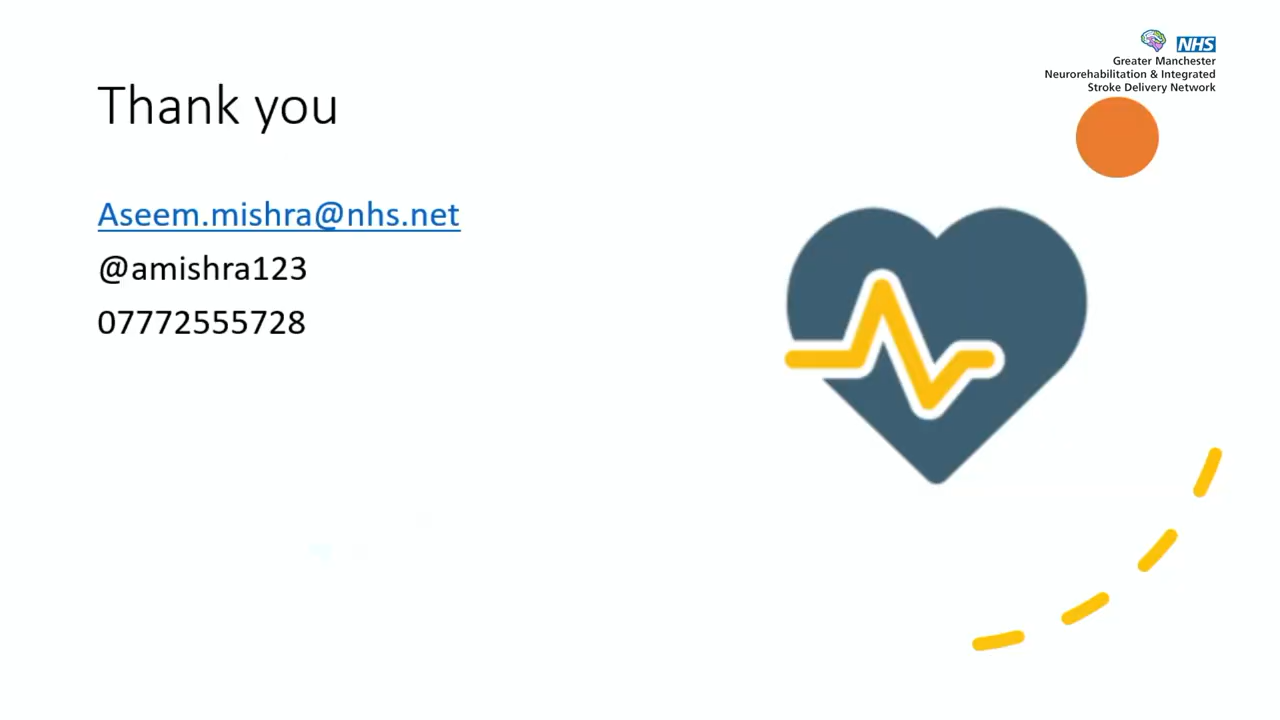 NHS
Greater Manchester
Neurorehabilitation & Integrated
Stroke Delivery Network
Thank you
Aseem.mishra@nhs.net
@amishra123
07772555728